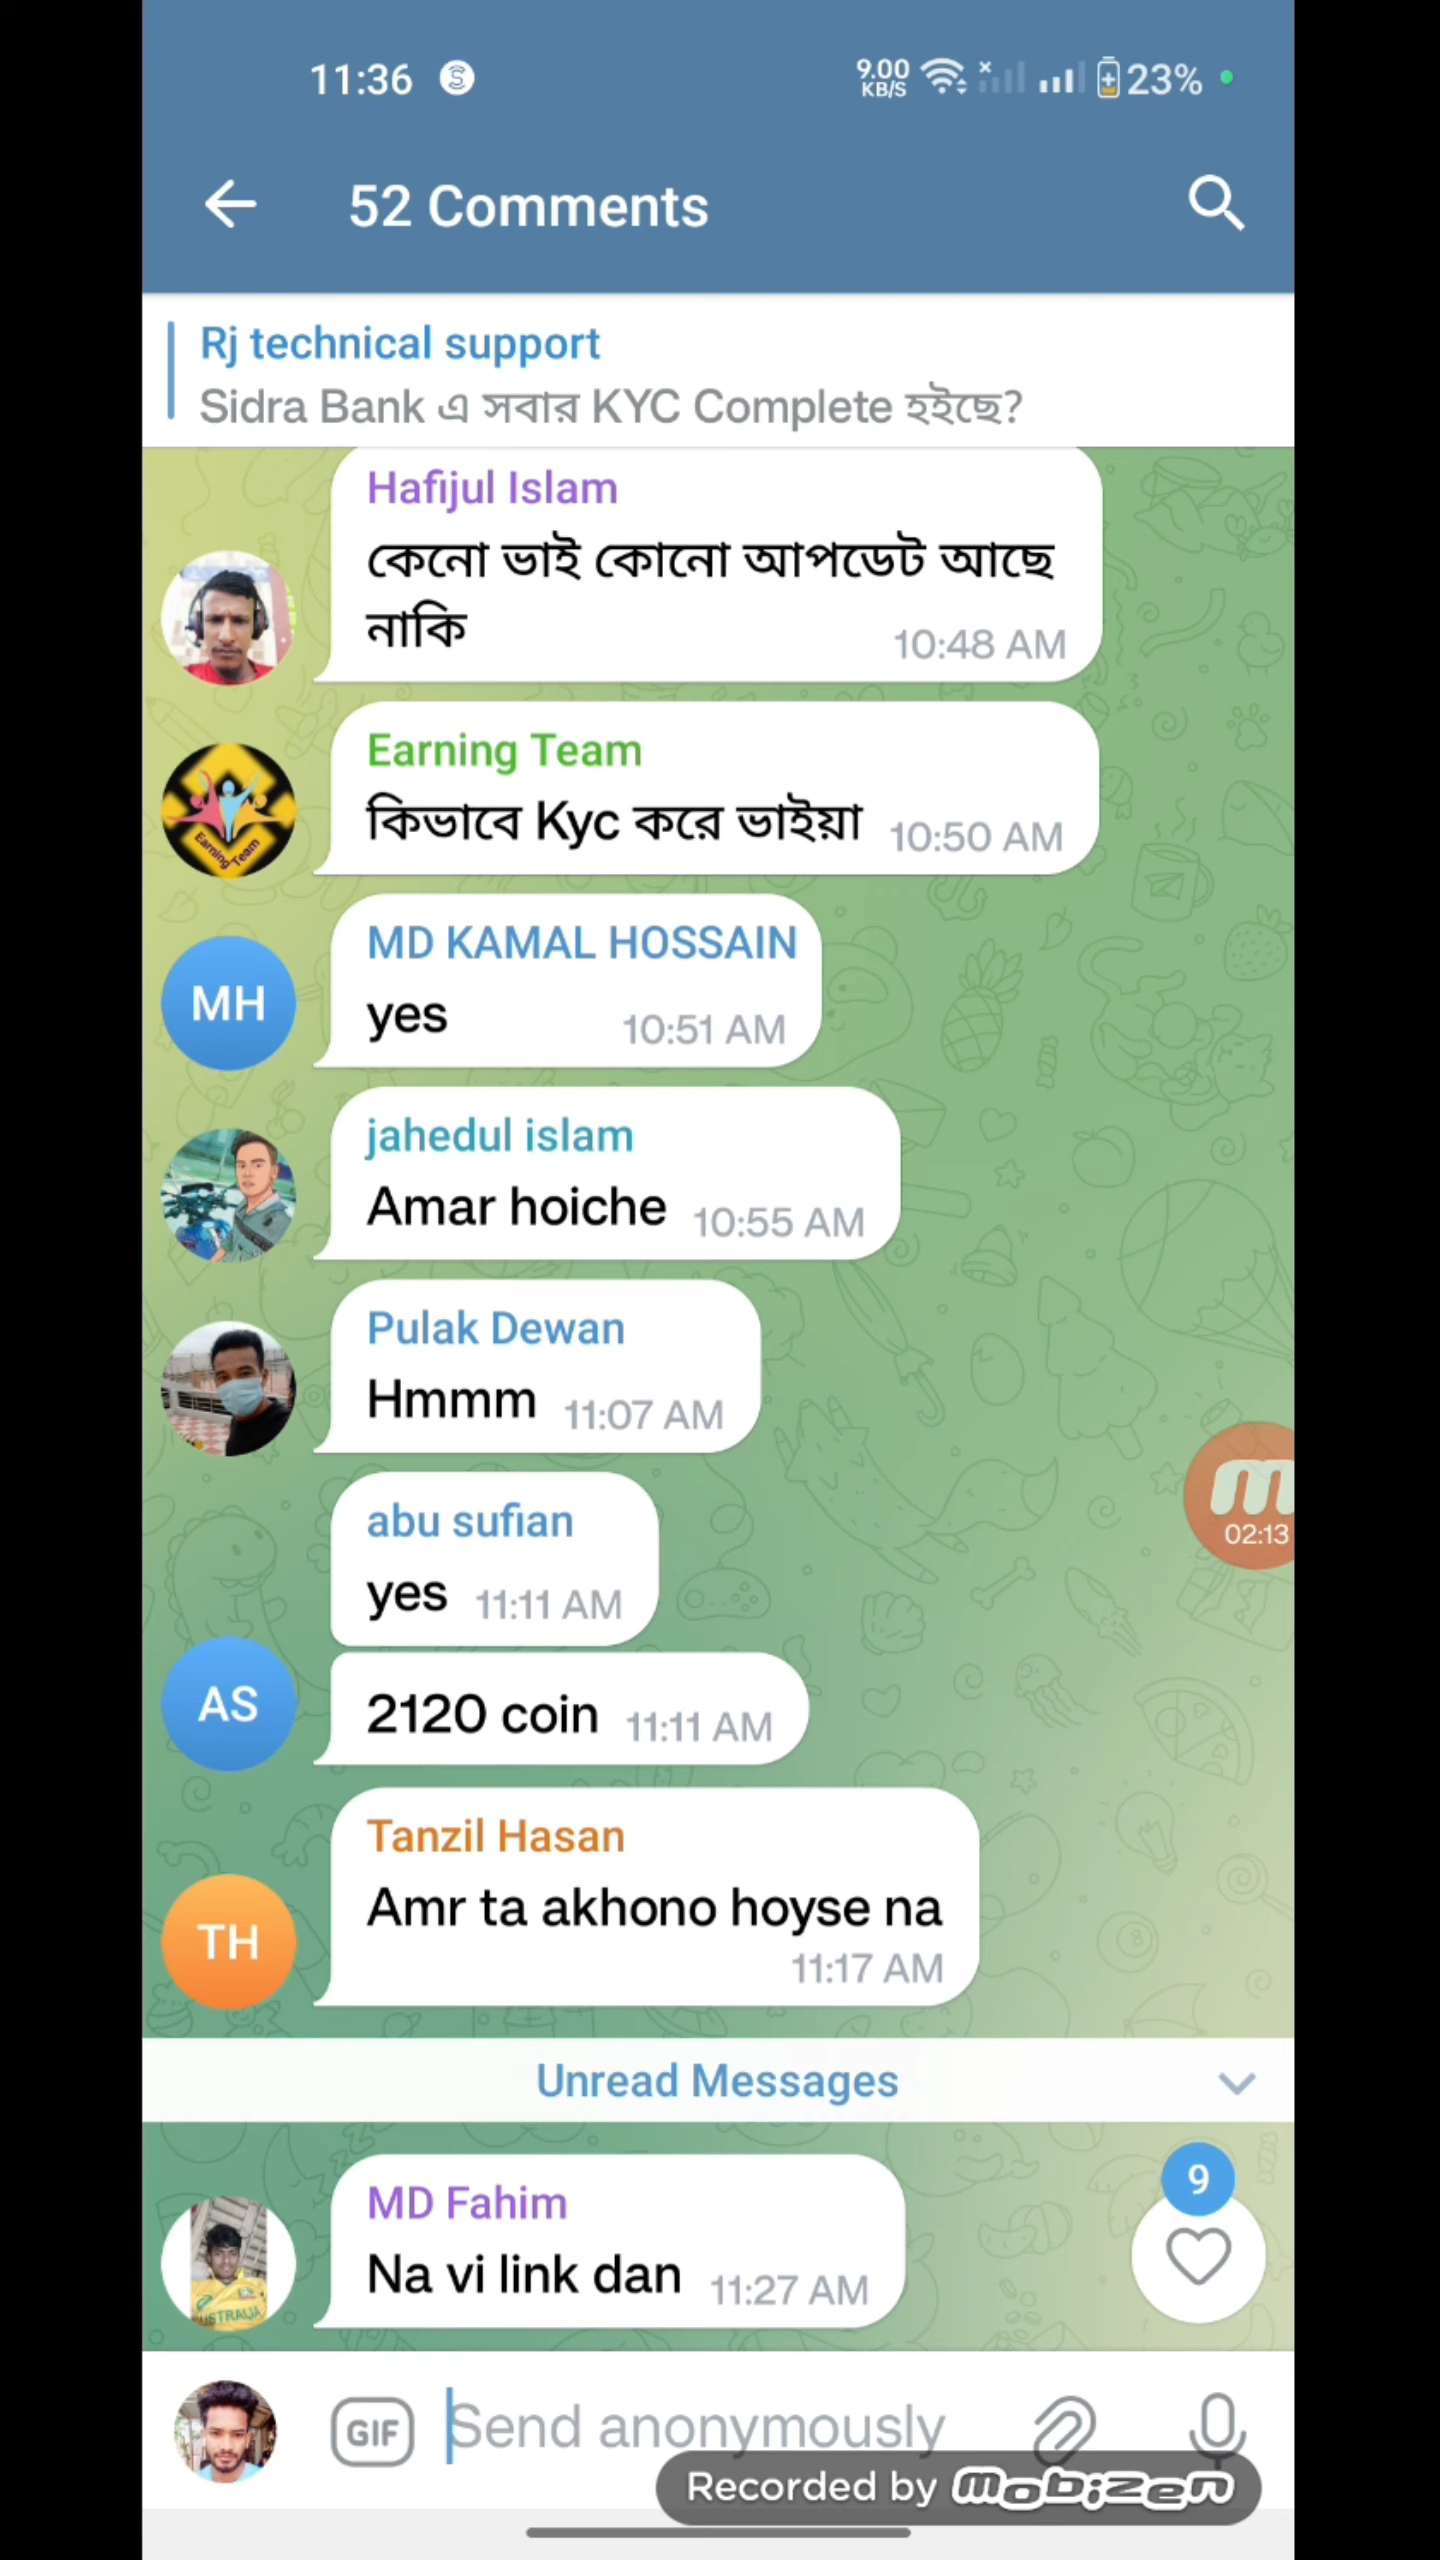 11:36
9.00 KB/S
23%
52 Comments
Rj technical support
Sidra Bank এ সবার KYC Complete হইছে?
Hafijul Islam
কেনো ভাই কোনো আপডেট আছে
নাকি 10:48 AM
Earning Team
Earning Team
কিভাবে Kyc করে ভাইয়া 10:50 AM
MD KAMAL HOSSAIN
MH
yes 10:51 AM
jahedul islam
Amar hoiche 10:55 AM
Pulak Dewan
Hmmm 11:07 AM
m
02:13
abu sufian
yes 11:11 AM
AS
2120 coin 11:11 AM
Tanzil Hasan
Amr ta akhono hoyse na
TH
11:17 AM
Unread Messages
9
MD Fahim
Na vi link dan 11:27 AM
GIF
Send anonymously
Recorded by mobizen